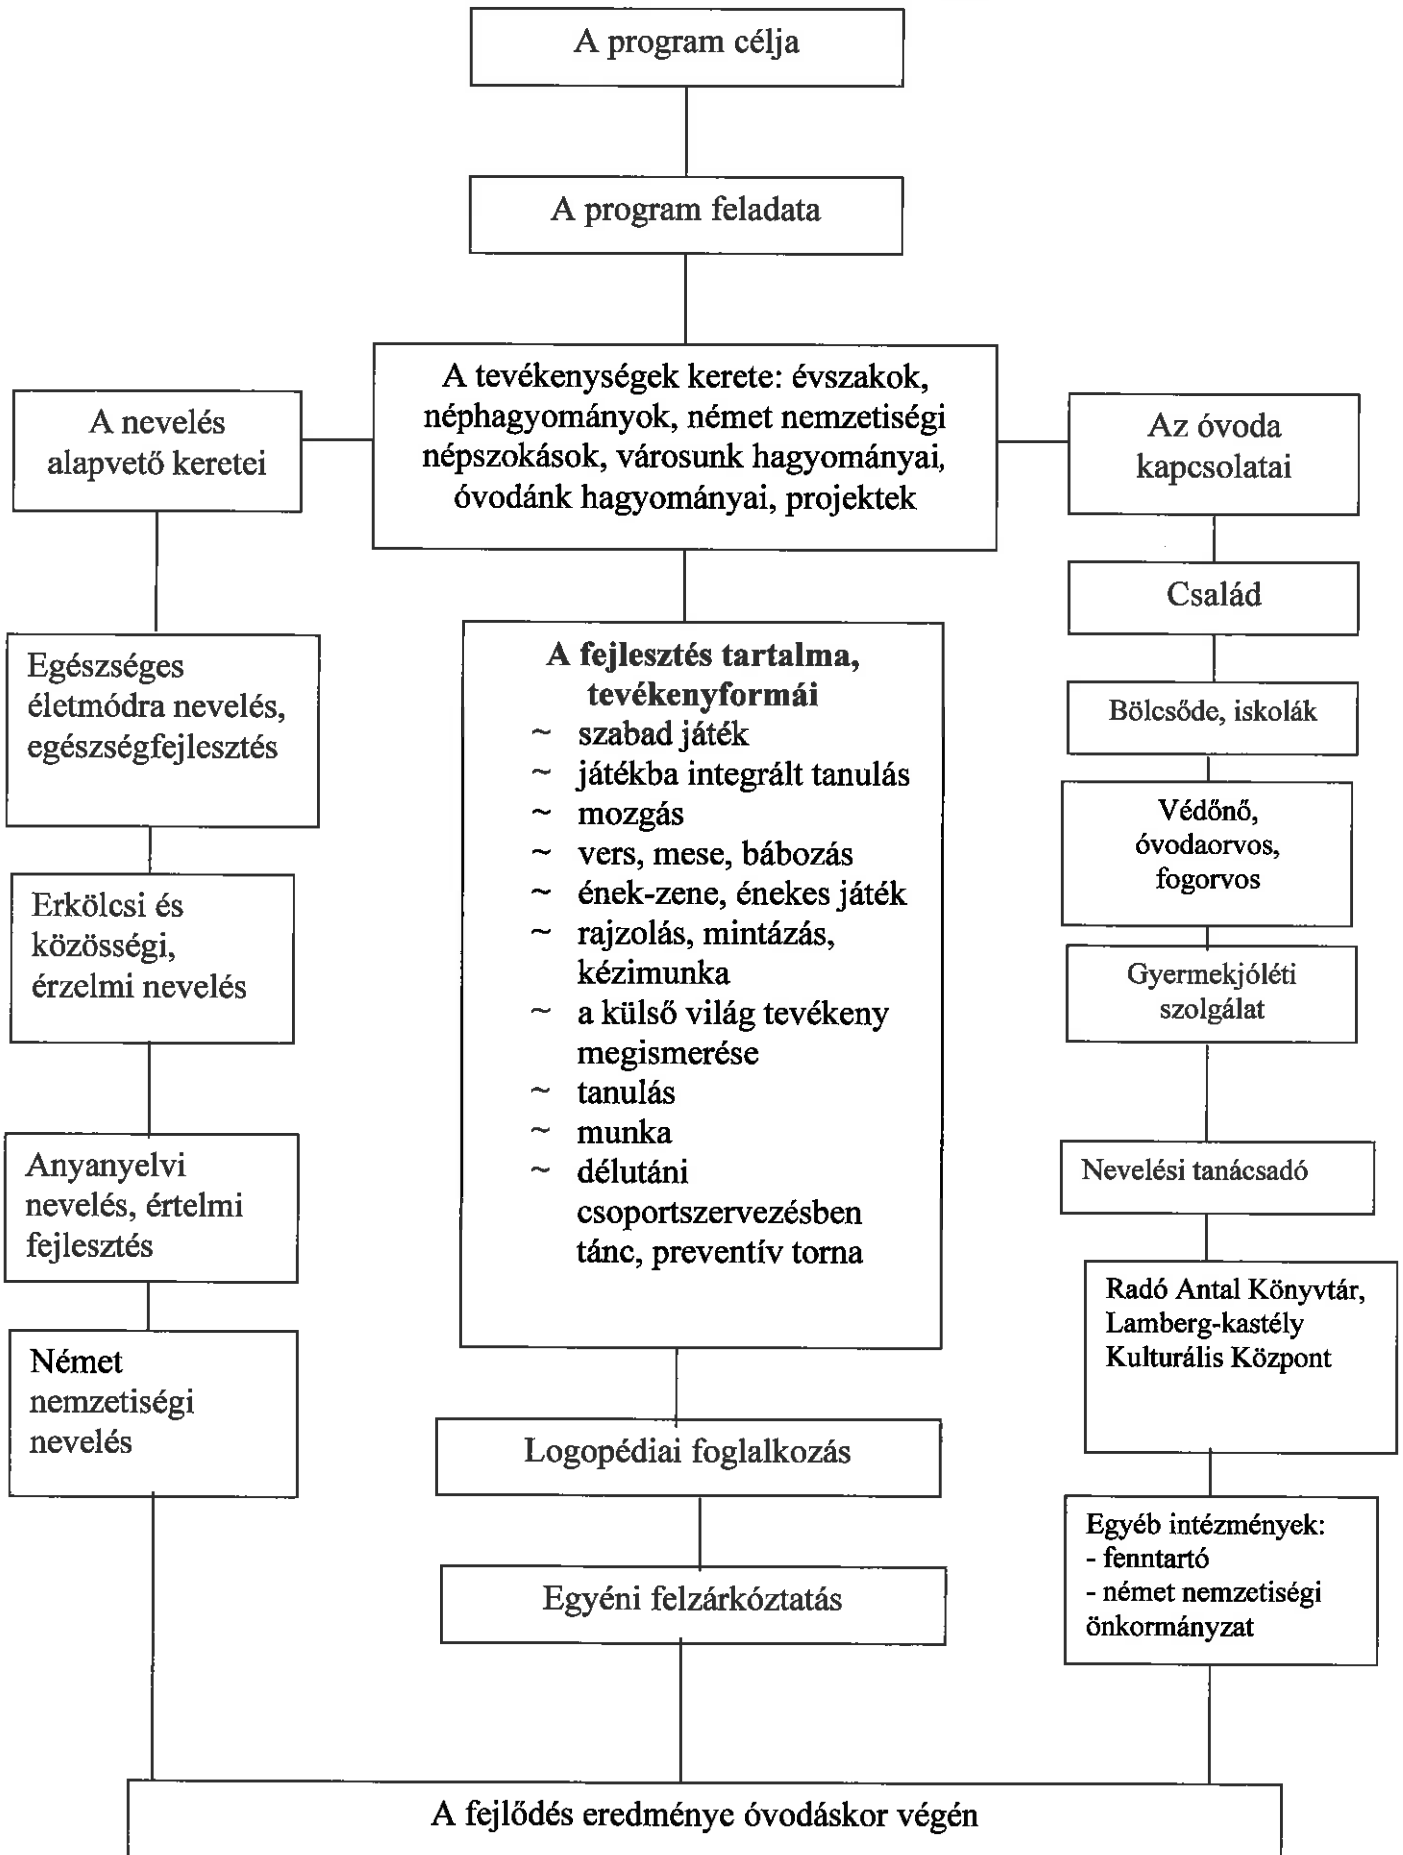 A program célja
A program feladata
A tevékenységek kerete: évszakok,
néphagyományok, német nemzetiségi
népszokások, városunk hagyományai,
óvodánk hagyományai, projektek
A nevelés
alapvető keretei
Egészséges
életmódra nevelés,
egészségfejlesztés
Erkölcsi és
közösségi,
érzelmi nevelés
Anyanyelvi
nevelés, értelmi
fejlesztés
Német
nemzetiségi
nevelés
A fejlesztés tartalma,
tevékenyformái
~ szabad játék
~ játékba integrált tanulás
~ mozgás
~ vers, mese, bábozás
~ ének-zene, énekes játék
~ rajzolás, mintázás,
kézimunka
~ a külső világ tevékeny
megismerése
~ tanulás
~ munka
~ délutáni
csoportszervezésben
tánc, preventív torna
Logopédiai foglalkozás
Egyéni felzárkóztatás
Az óvoda
kapcsolatai
Család
Bölcsőde, iskolák
Védőnő,
óvodaorvos,
fogorvos
Gyermekjóléti
szolgálat
Nevelési tanácsadó
Radó Antal Könyvtár,
Lamberg-kastély
Kulturális Központ
Egyéb intézmények:
- fenntartó
- német nemzetiségi
önkormányzat
A fejlődés eredménye óvodáskor végén